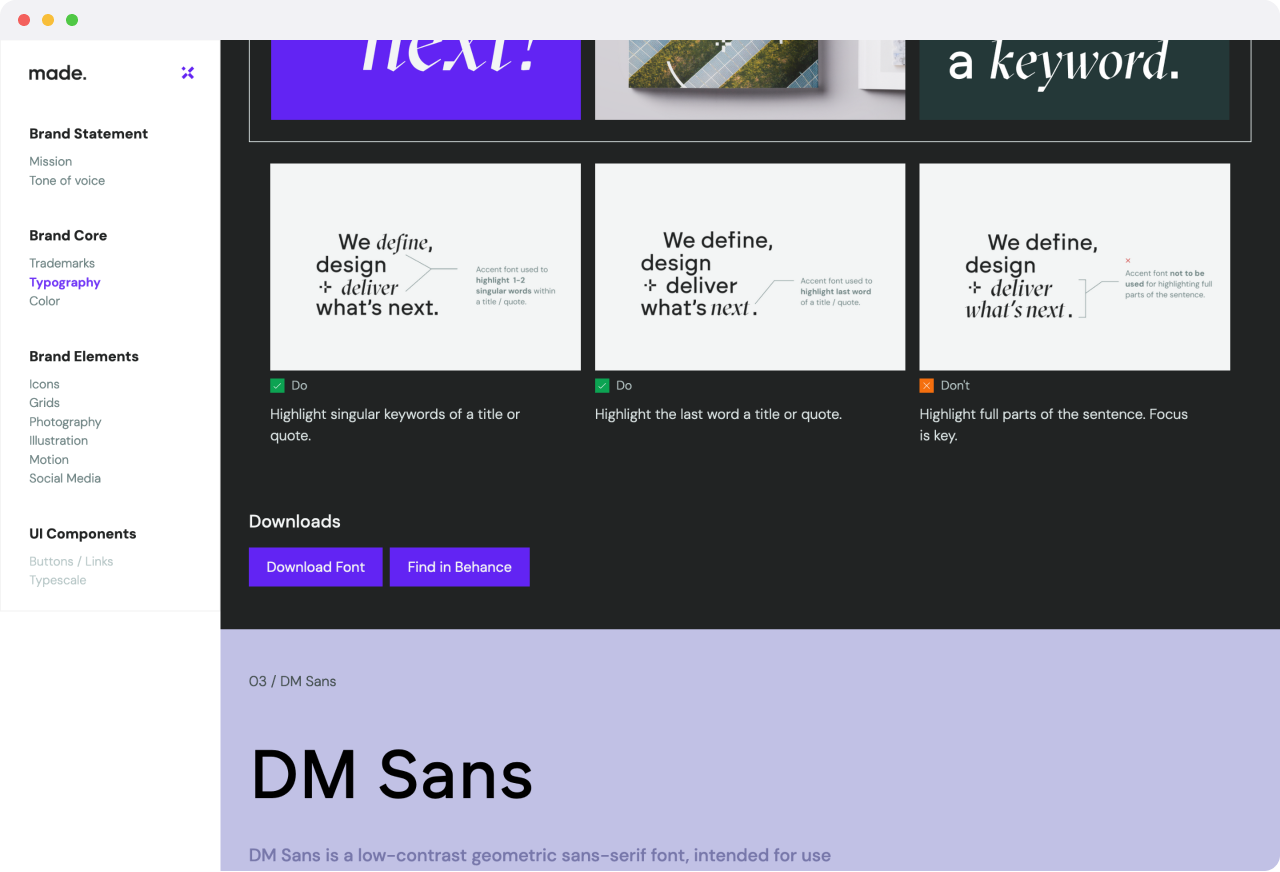 made.
Brand Statement
Mission
Tone of voice
Brand Core
Trademarks
Typography
Color
Brand Elements
Icons
Grids
Photography
Illustration
Motion
Social Media
UI Components
Buttons / Links
Typescale
next!
a keyword.
We define,
design
deliver
what's next.
Accent font used to
highlight 1-2
singular words within
a title / quote.
We define,
design
deliver
what's next .
Accent font used to
highlight last word
of a title / quote.
We define,
design
deliver
what's next .
Accent font not to be
used for highlighting full
parts of the sentence.
Do
Highlight singular keywords of a title or
quote.
Do
Highlight the last word a title or quote.
Don't
Highlight full parts of the sentence. Focus
is key.
Downloads
Download Font
Find in Behance
03 / DM Sans
DM Sans
DM Sans is a low-contrast geometric sans-serif font, intended for use